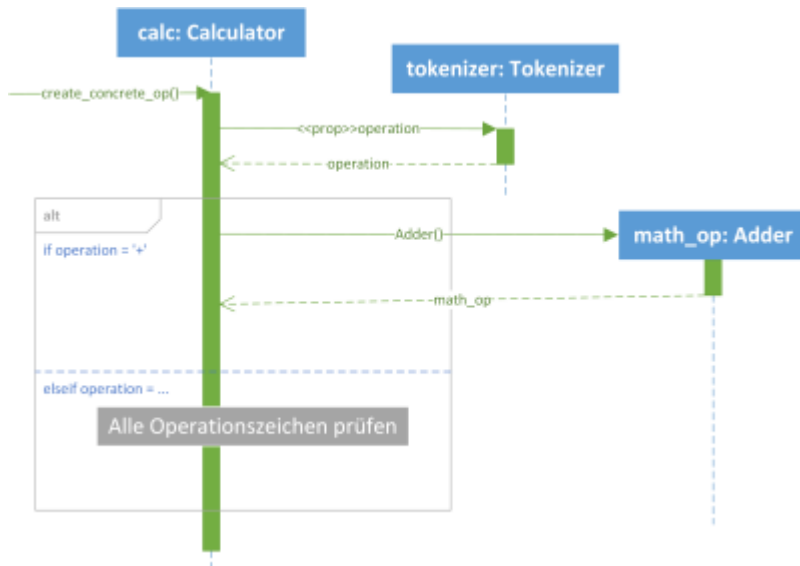 calc: Calculator
tokenizer: Tokenizer
create_concrete_op()
<<prop>>operation
operation
alt
Adder()
math_op: Adder
if operation = '+'
math_op
elseif operation = ...
Alle Operationszeichen prüfen